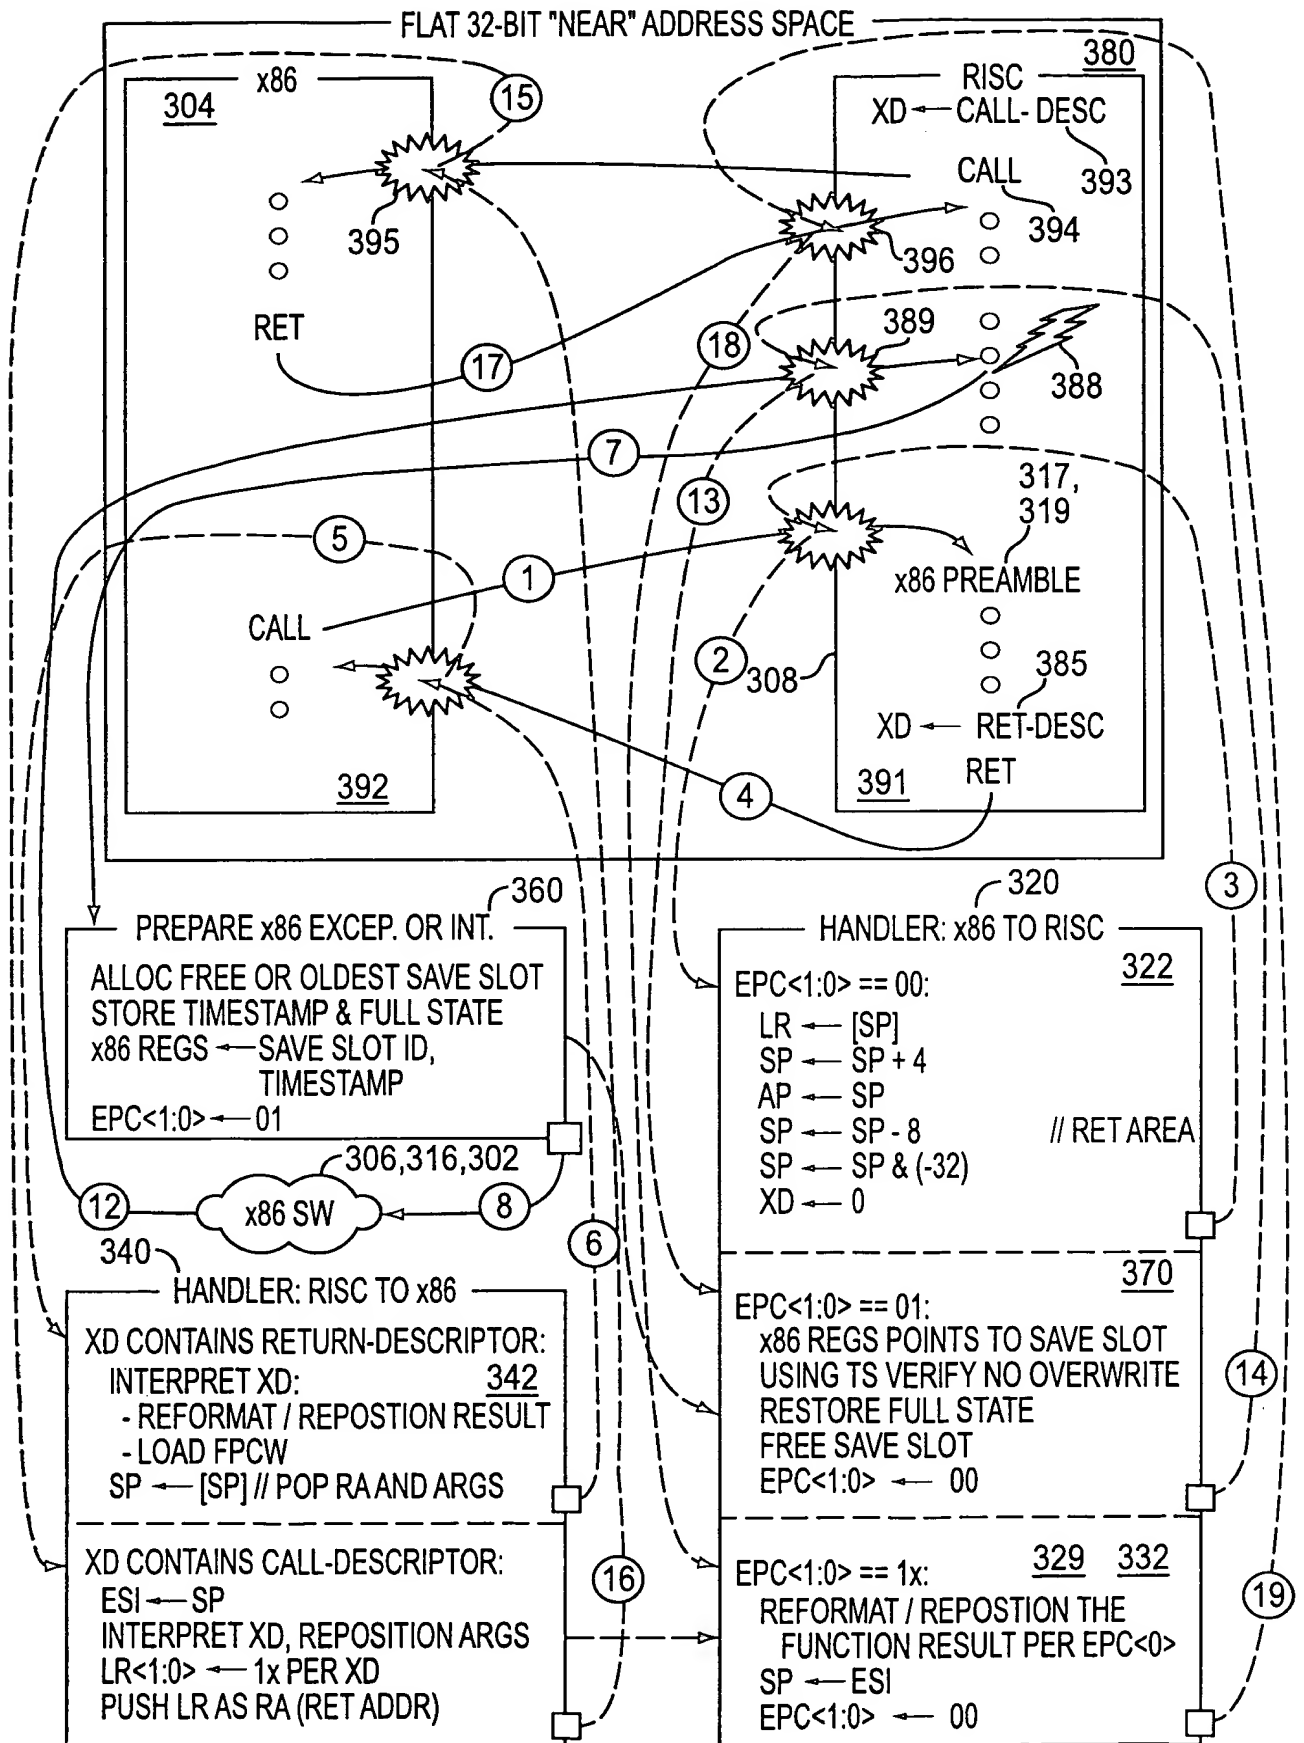 FLAT 32-BIT "NEAR" ADDRESS SPACE
x86
304
15
395
RET
17
5
1
CALL
392
4
380
RISC
XD ← CALL- DESC
393
CALL
394
396
18
389
388
7
13
317,
319
x86 PREAMBLE
2
308
385
XD ← RET-DESC
RET
391
3
360
PREPARE x86 EXCEP. OR INT.
ALLOC FREE OR OLDEST SAVE SLOT
STORE TIMESTAMP & FULL STATE
x86 REGS ← SAVE SLOT ID,
TIMESTAMP
EPC<1:0> ← 01
306,316,302
12
x86 SW
8
6
340
HANDLER: RISC TO x86
XD CONTAINS RETURN-DESCRIPTOR:
INTERPRET XD:
342
- REFORMAT / REPOSTION RESULT
- LOAD FPCW
SP ← [SP] // POP RA AND ARGS
XD CONTAINS CALL-DESCRIPTOR:
ESI ← SP
INTERPRET XD, REPOSITION ARGS
LR<1:0> ← 1x PER XD
PUSH LR AS RA (RET ADDR)
16
320
HANDLER: x86 TO RISC
322
EPC<1:0> == 00:
LR ← [SP]
SP ← SP + 4
AP ← SP
SP ← SP - 8 // RET AREA
SP ← SP & (-32)
XD ← 0
370
EPC<1:0> == 01:
x86 REGS POINTS TO SAVE SLOT
USING TS VERIFY NO OVERWRITE
RESTORE FULL STATE
FREE SAVE SLOT
EPC<1:0> ← 00
14
EPC<1:0> == 1x:
329 332
REFORMAT / REPOSTION THE
FUNCTION RESULT PER EPC<0>
SP ← ESI
EPC<1:0> ← 00
19